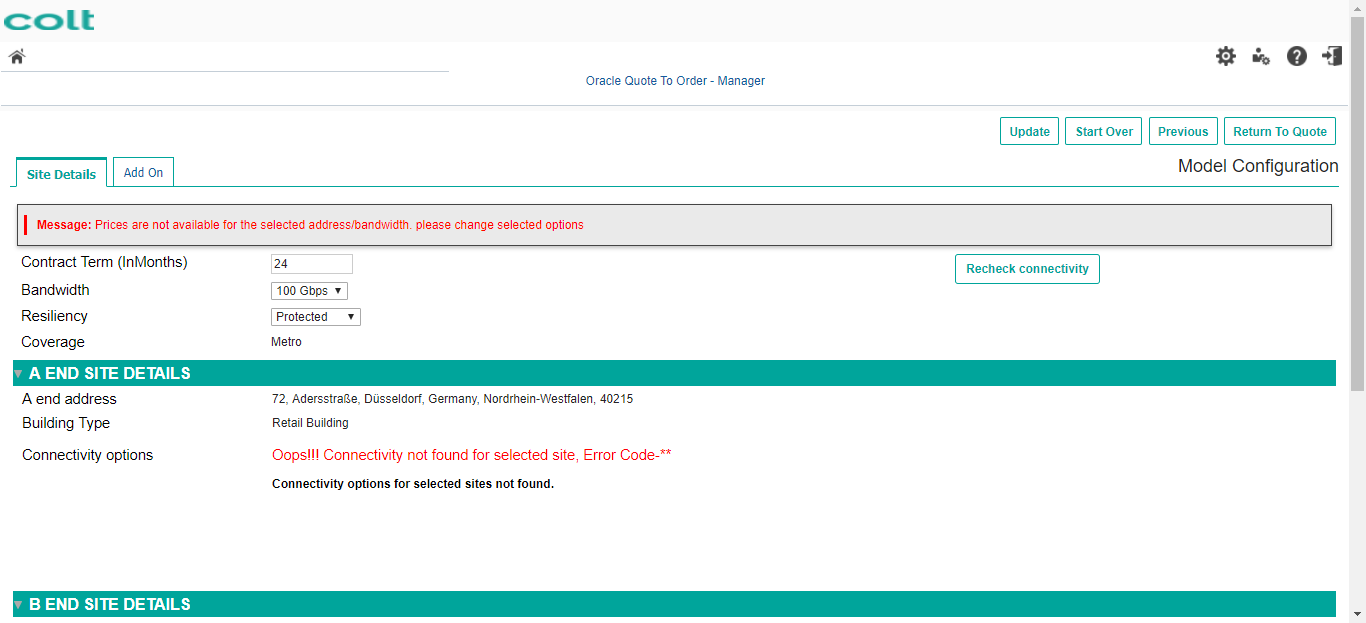 colt
Oracle Quote To Order - Manager
Update Start Over Previous Return To Quote
Site Details Add On
Model Configuration
Message: Prices are not available for the selected address/bandwidth. please change selected options
Contract Term (InMonths) 24 Recheck connectivity
Bandwidth 100 Gbps
Resiliency Protected
Coverage Metro
A END SITE DETAILS
A end address 72, Adersstraße, Düsseldorf, Germany, Nordrhein-Westfalen, 40215
Building Type Retail Building
Connectivity options Oops!!! Connectivity not found for selected site, Error Code-**
Connectivity options for selected sites not found.
B END SITE DETAILS